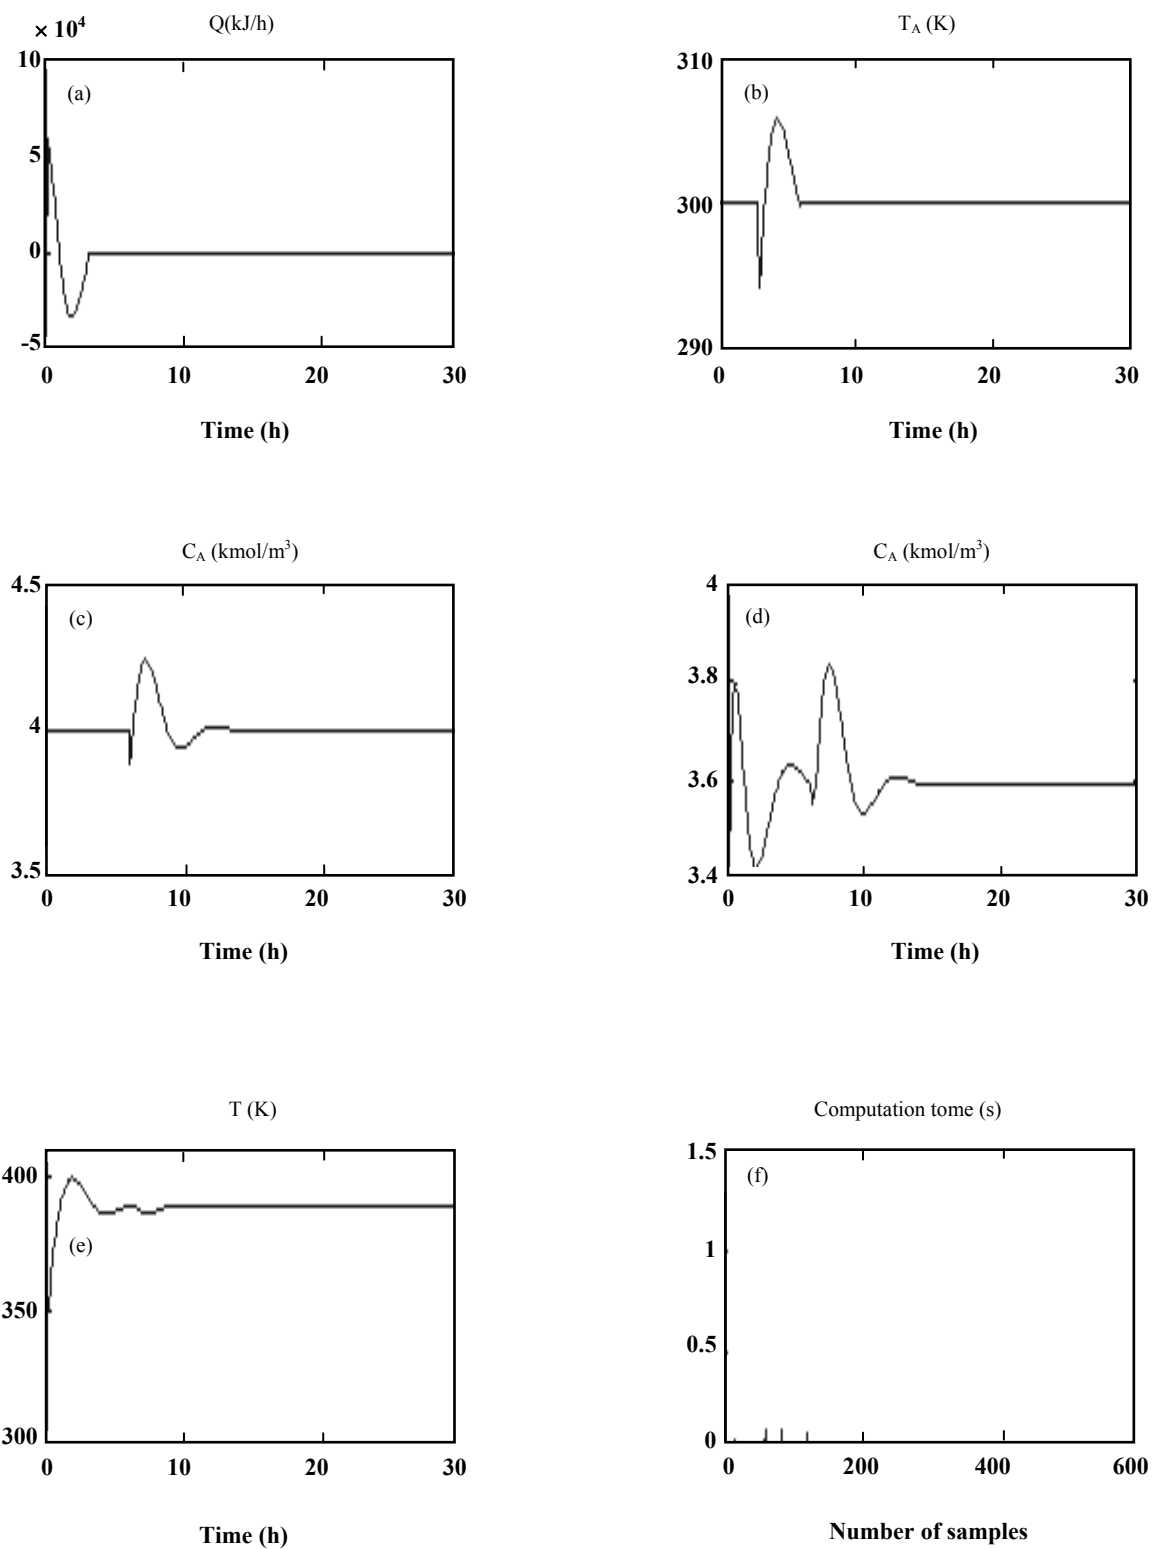 Q(kJ/h)
× 10⁴
10
5
0
-5
(a)
0 10 20 30
Time (h)
T_A (K)
310
300
290
(b)
0 10 20 30
Time (h)
C_A (kmol/m³)
4.5
4
3.5
(c)
0 10 20 30
Time (h)
C_A (kmol/m³)
4
3.8
3.6
3.4
(d)
0 10 20 30
Time (h)
T (K)
400
350
300
(e)
0 10 20 30
Time (h)
Computation tome (s)
1.5
1
0.5
0
(f)
0 200 400 600
Number of samples